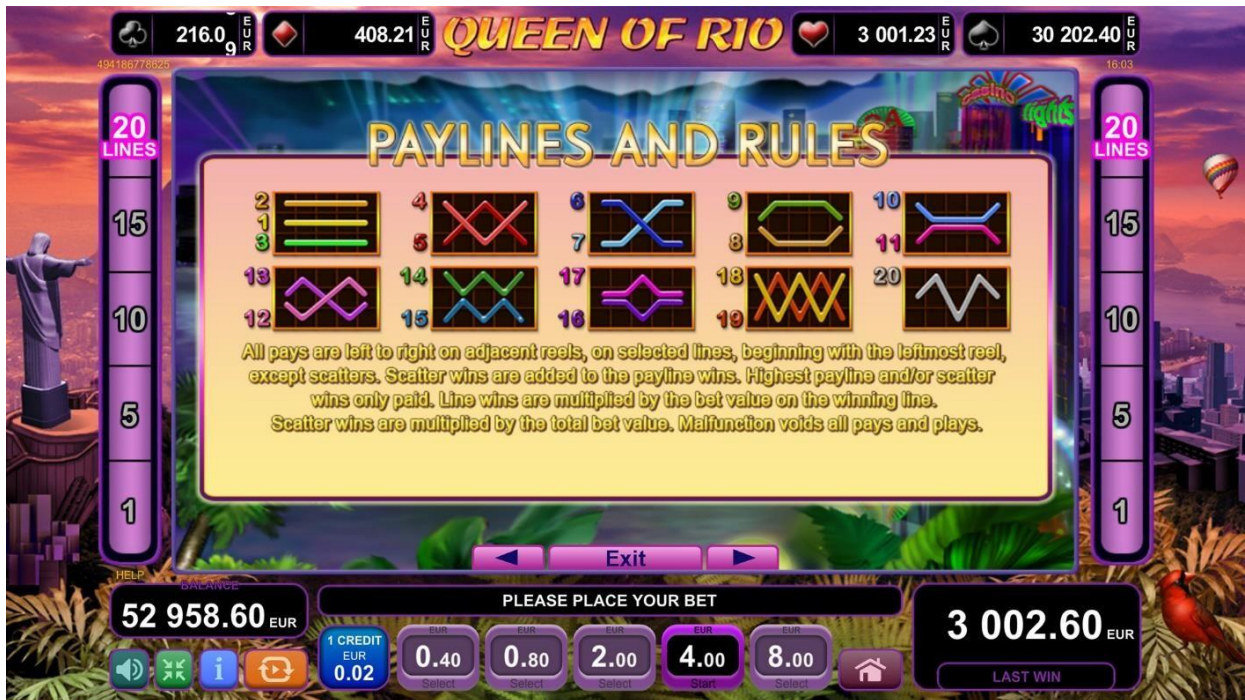 216.09 EUR
408.21 EUR
QUEEN OF RIO
3 001.23 EUR
30 202.40 EUR
494186778625
16:03
casino
lights
20
LINES
15
10
5
1
20
LINES
15
10
5
1
PAYLINES AND RULES
2
1
3
4
5
6
7
9
8
10
11
13
12
14
15
17
16
18
19
20
All pays are left to right on adjacent reels, on selected lines, beginning with the leftmost reel,
except scatters. Scatter wins are added to the payline wins. Highest payline and/or scatter
wins only paid. Line wins are multiplied by the bet value on the winning line.
Scatter wins are multiplied by the total bet value. Malfunction voids all pays and plays.
Exit
HELP
BALANCE
52 958.60 EUR
PLEASE PLACE YOUR BET
3 002.60 EUR
LAST WIN
i
1 CREDIT
EUR
0.02
EUR
0.40
Select
EUR
0.80
Select
EUR
2.00
Select
EUR
4.00
Start
EUR
8.00
Select